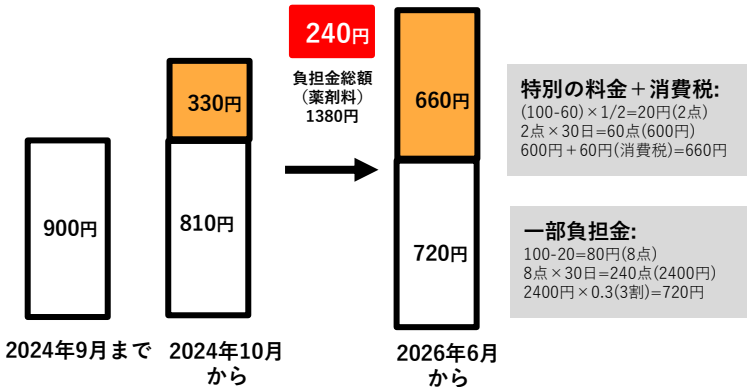 240円
負担金総額
（薬剤料）
1380円
330円
660円
900円
810円
720円
特別の料金＋消費税:
(100-60)×1/2=20円(2点)
2点×30日=60点(600円)
600円＋60円(消費税)=660円
一部負担金:
100-20=80円(8点)
8点×30日=240点(2400円)
2400円×0.3(3割)=720円
2024年9月まで
2024年10月
から
2026年6月
から